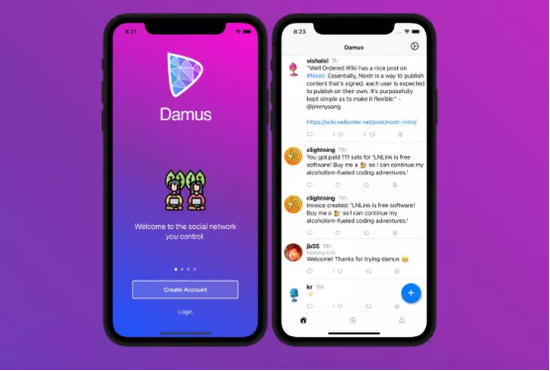 8:21
Damus
Welcome to the social network
you control.
Create Account
Login
8:23
Damus
vishalxl 7h
"Well Ordered Wiki has a nice post on
#Nostr. Essentially, Nostr is a way to publish
content that's signed, each user is expected
to publish on their own. It's purposefully
kept simple as to make it flexible." -
@jimmysong
https://wiki.wellorder.net/post/nostr-intro/
clightning 11h
You got paid 111 sats for 'LNLink is free
software! Buy me a so I can continue my
alcoholism-fueled coding adventures.'
clightning 11h
Invoice created: 'LNLink is free software!
Buy me a so I can continue my
alcoholism-fueled coding adventures.'
jb55 11h
Welcome! Thanks for trying damus
kr 11h